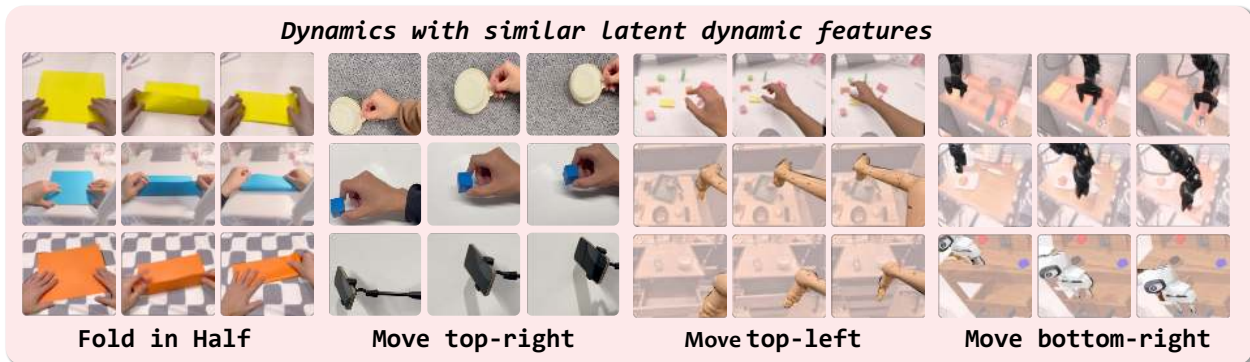 Dynamics with similar latent dynamic features
Fold in Half
Move top-right
Move top-left
Move bottom-right